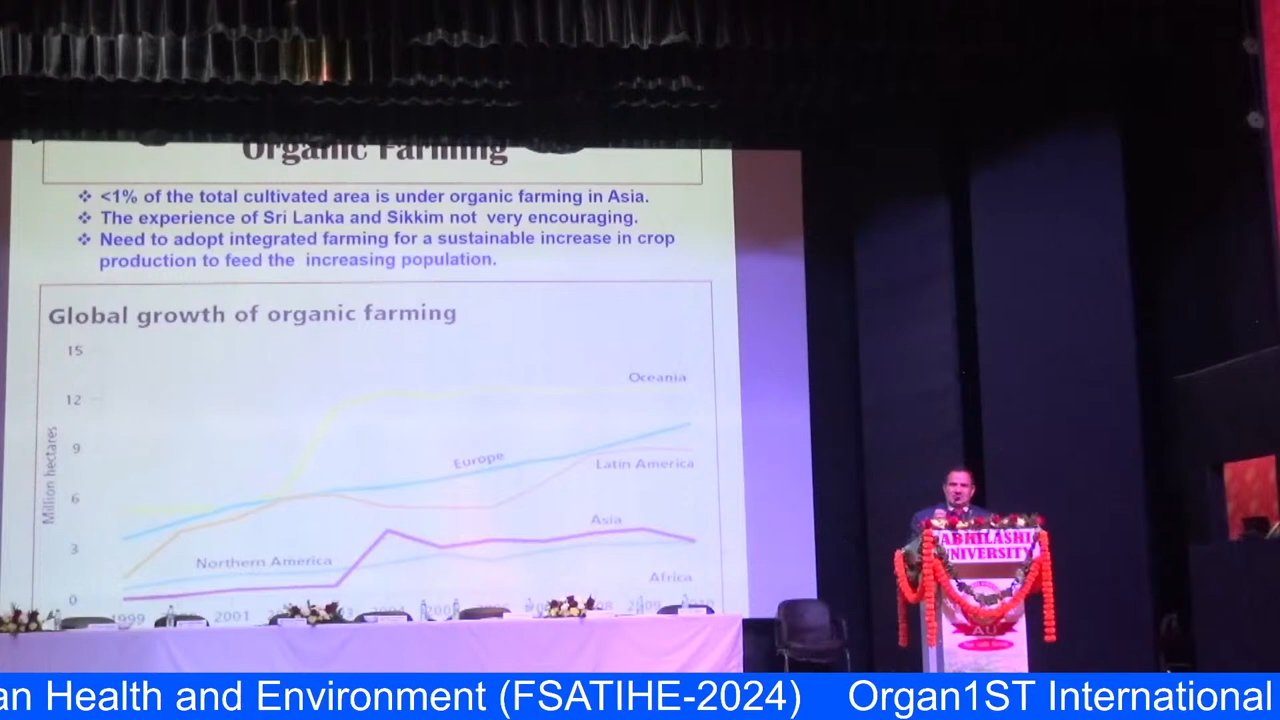 Organic Farming
❖ <1% of the total cultivated area is under organic farming in Asia.
❖ The experience of Sri Lanka and Sikkim not very encouraging.
❖ Need to adopt integrated farming for a sustainable increase in crop
production to feed the increasing population.
Global growth of organic farming
15
Oceania
12
Million hectares
9
Europe
Latin America
6
Asia
3
Northern America
Africa
0
1999
2001
2009
ABHILASHI
UNIVERSITY
AU
an Health and Environment (FSATIHE-2024) Organ1ST International